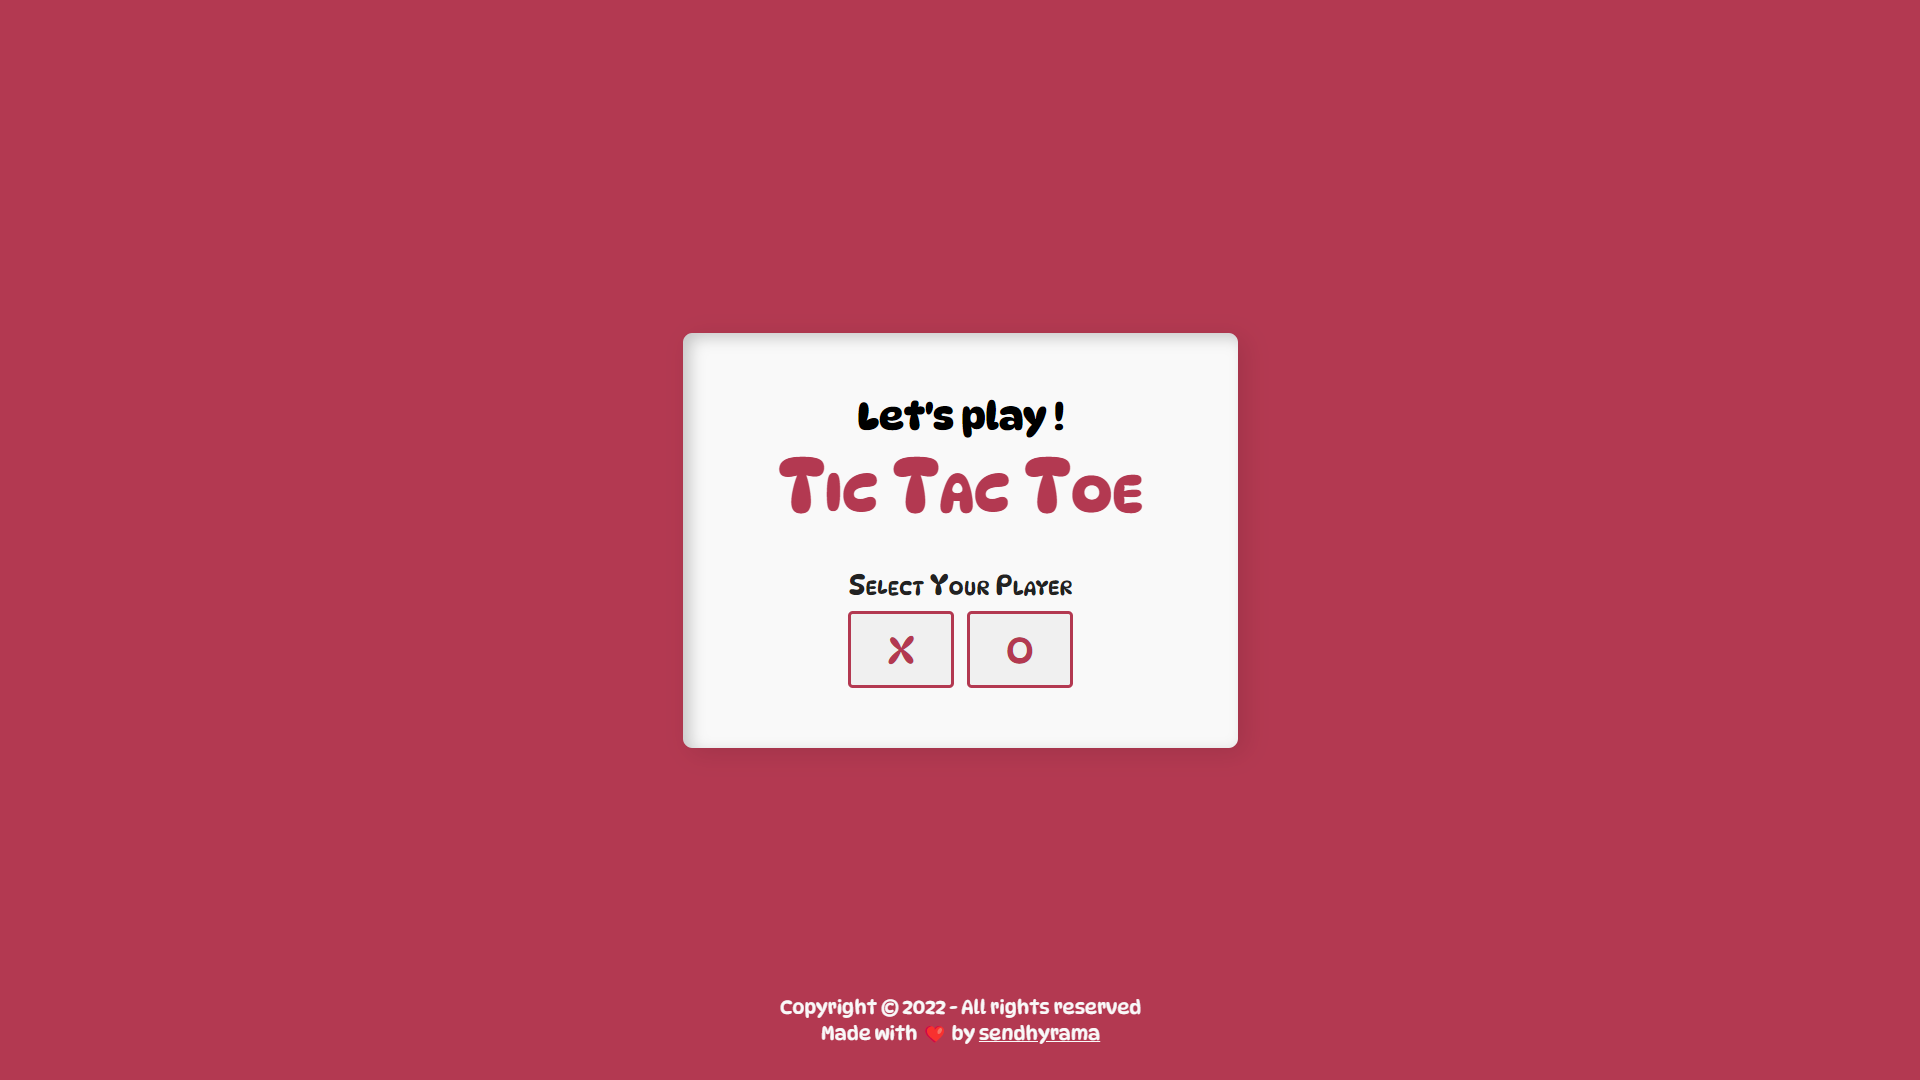 Let's play !
Tic Tac Toe
Select Your Player
X O
Copyright © 2022 - All rights reserved
Made with ❤️ by sendhyrama